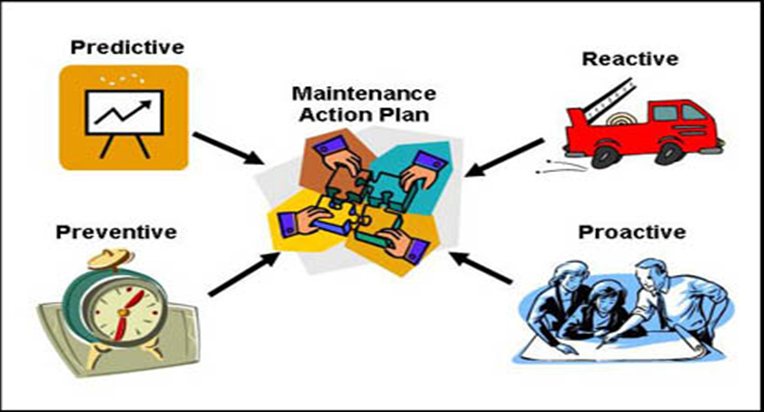 Predictive
Reactive
Maintenance
Action Plan
Preventive
Proactive